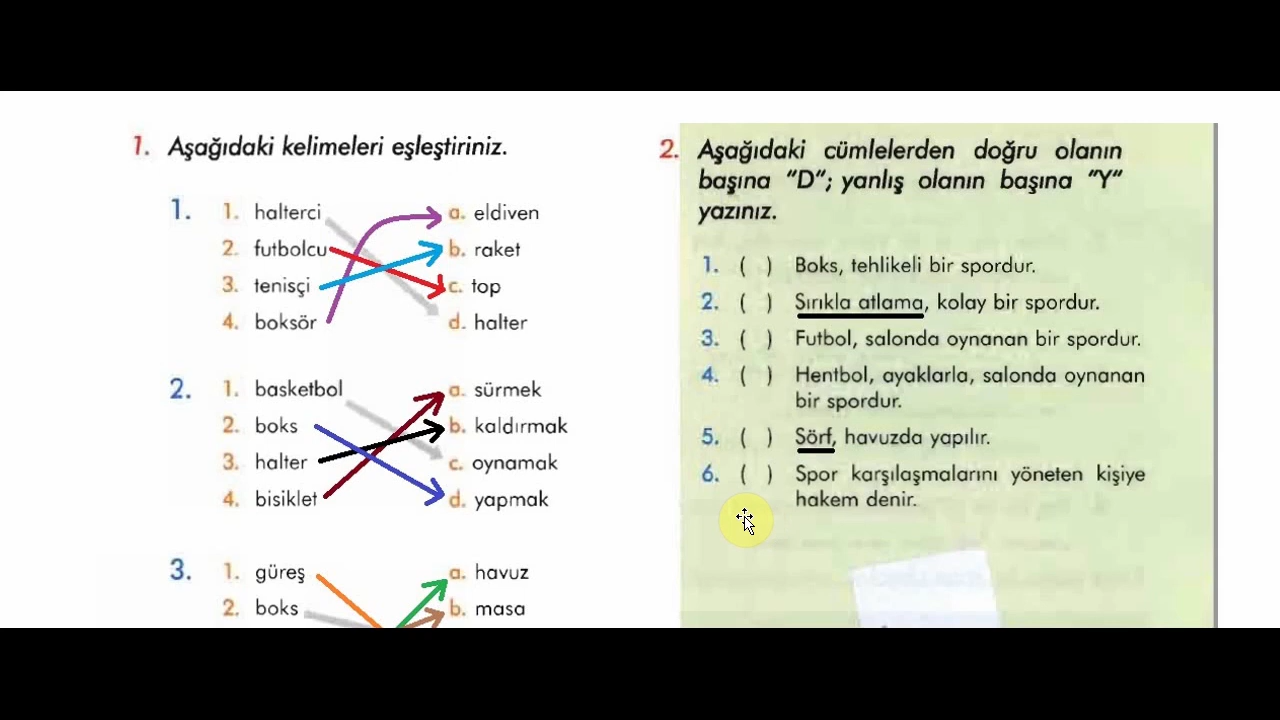 1. Aşağıdaki kelimeleri eşleştiriniz.
1. 1. halterci a. eldiven
2. futbolcu b. raket
3. tenisçi c. top
4. boksör d. halter
2. 1. basketbol a. sürmek
2. boks b. kaldırmak
3. halter c. oynamak
4. bisiklet d. yapmak
3. 1. güreş a. havuz
2. boks b. masa
2. Aşağıdaki cümlelerden doğru olanın
başına "D"; yanlış olanın başına "Y"
yazınız.
1. ( ) Boks, tehlikeli bir spordur.
2. ( ) Sırıkla atlama, kolay bir spordur.
3. ( ) Futbol, salonda oynanan bir spordur.
4. ( ) Hentbol, ayaklarla, salonda oynanan
bir spordur.
5. ( ) Sörf, havuzda yapılır.
6. ( ) Spor karşılaşmalarını yöneten kişiye
hakem denir.